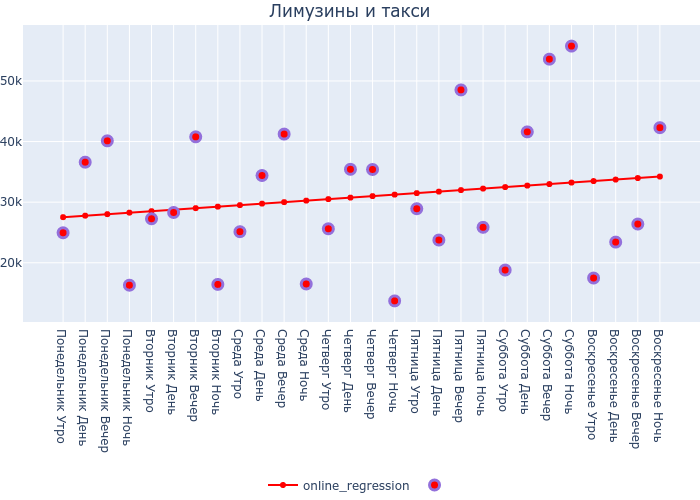 Лимузины и такси
50k
40k
30k
20k
Понедельник Утро
Понедельник День
Понедельник Вечер
Понедельник Ночь
Вторник Утро
Вторник День
Вторник Вечер
Вторник Ночь
Среда Утро
Среда День
Среда Вечер
Среда Ночь
Четверг Утро
Четверг День
Четверг Вечер
Четверг Ночь
Пятница Утро
Пятница День
Пятница Вечер
Пятница Ночь
Суббота Утро
Суббота День
Суббота Вечер
Суббота Ночь
Воскресенье Утро
Воскресенье День
Воскресенье Вечер
Воскресенье Ночь
online_regression